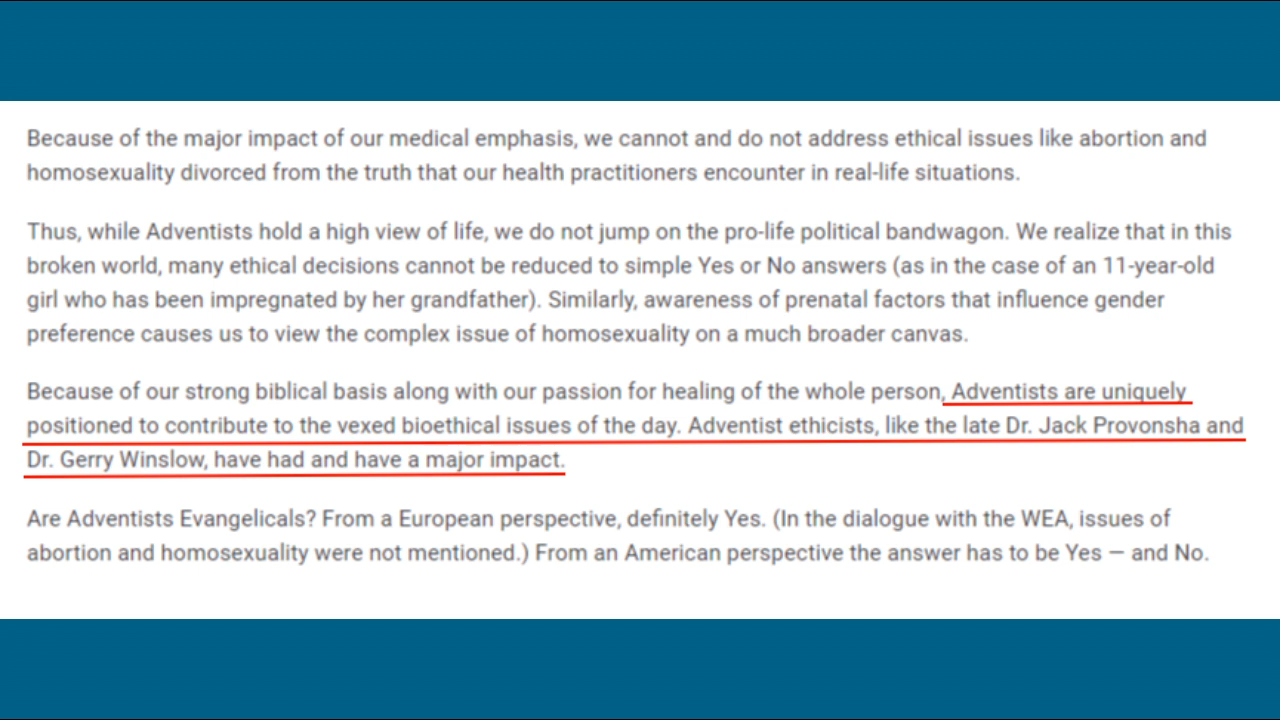 Because of the major impact of our medical emphasis, we cannot and do not address ethical issues like abortion and
homosexuality divorced from the truth that our health practitioners encounter in real-life situations.
Thus, while Adventists hold a high view of life, we do not jump on the pro-life political bandwagon. We realize that in this
broken world, many ethical decisions cannot be reduced to simple Yes or No answers (as in the case of an 11-year-old
girl who has been impregnated by her grandfather). Similarly, awareness of prenatal factors that influence gender
preference causes us to view the complex issue of homosexuality on a much broader canvas.
Because of our strong biblical basis along with our passion for healing of the whole person, Adventists are uniquely
positioned to contribute to the vexed bioethical issues of the day. Adventist ethicists, like the late Dr. Jack Provonsha and
Dr. Gerry Winslow, have had and have a major impact.
Are Adventists Evangelicals? From a European perspective, definitely Yes. (In the dialogue with the WEA, issues of
abortion and homosexuality were not mentioned.) From an American perspective the answer has to be Yes — and No.